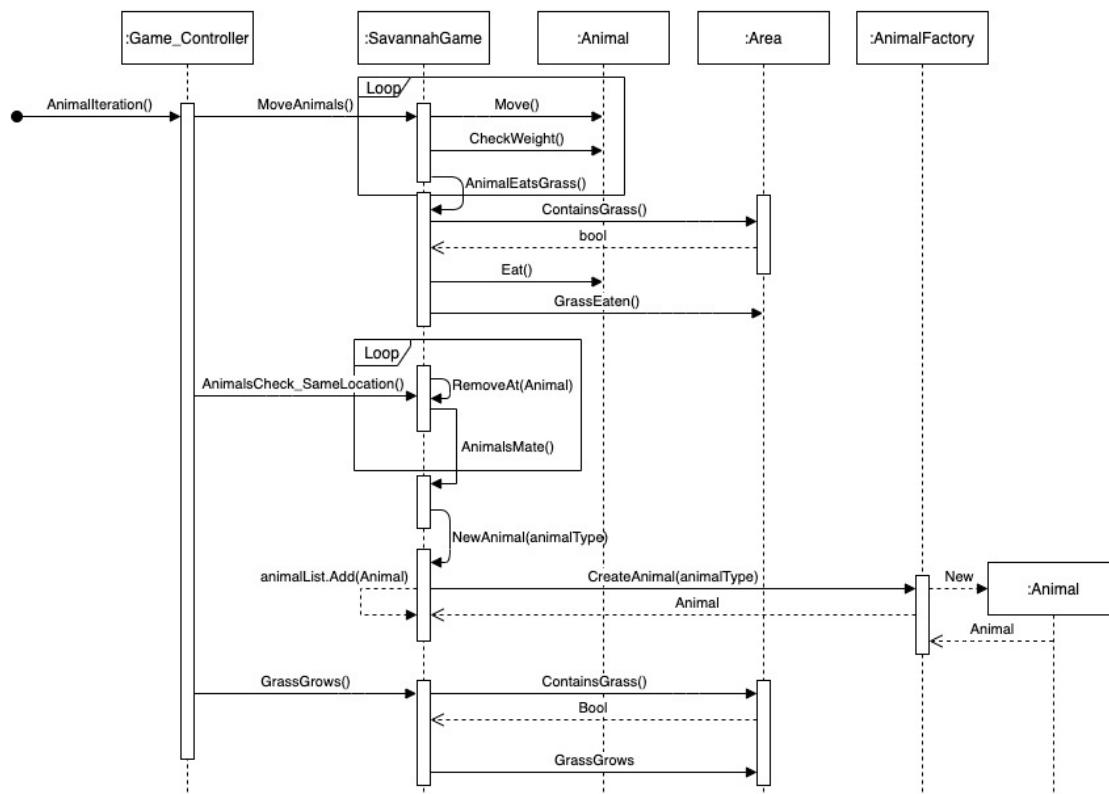 :Game_Controller
:SavannahGame
:Animal
:Area
:AnimalFactory
Loop
AnimalIteration()
MoveAnimals()
Move()
CheckWeight()
AnimalEatsGrass()
ContainsGrass()
bool
Eat()
GrassEaten()
Loop
AnimalsCheck_SameLocation()
RemoveAt(Animal)
AnimalsMate()
NewAnimal(animalType)
animalList.Add(Animal)
CreateAnimal(animalType)
New
:Animal
Animal
Animal
GrassGrows()
ContainsGrass()
Bool
GrassGrows